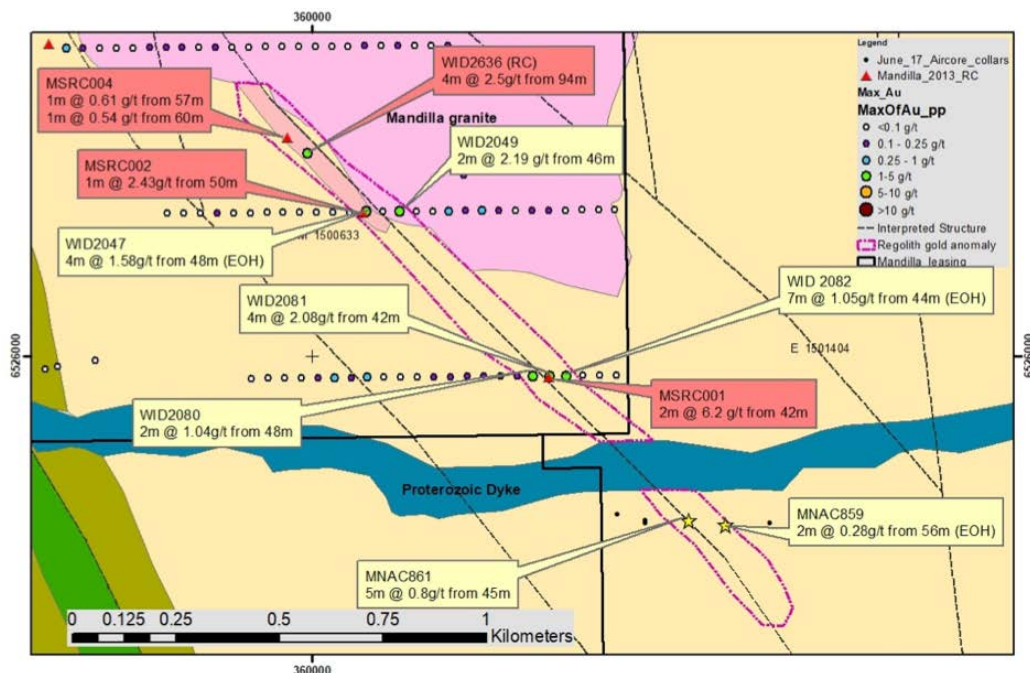 360000
WID2636 (RC)
4m @ 2.5g/t from 94m
MSRC004
1m @ 0.61 g/t from 57m
1m @ 0.54 g/t from 60m
Mandilla granite
WID2049
2m @ 2.19 g/t from 46m
MSRC002
1m @ 2.43g/t from 50m
1500633
WID2047
4m @ 1.58g/t from 48m (EOH)
Legend
June_17_Aircore_collars
Mandilla_2013_RC
Max_Au
MaxOfAu_pp
<0.1 g/t
0.1 - 0.25 g/t
0.25 - 1 g/t
1-5 g/t
5-10 g/t
>10 g/t
Interpreted Structure
Regolith gold anomaly
Mandilla_leasing
WID2081
4m @ 2.08g/t from 42m
WID 2082
7m @ 1.05g/t from 44m (EOH)
E 1501404
6526000
6526000
WID2080
2m @ 1.04g/t from 48m
MSRC001
2m @ 6.2 g/t from 42m
Proterozoic Dyke
MNAC859
2m @ 0.28g/t from 56m (EOH)
MNAC861
5m @ 0.8g/t from 45m
0 0.125 0.25 0.5 0.75 1
Kilometers
360000